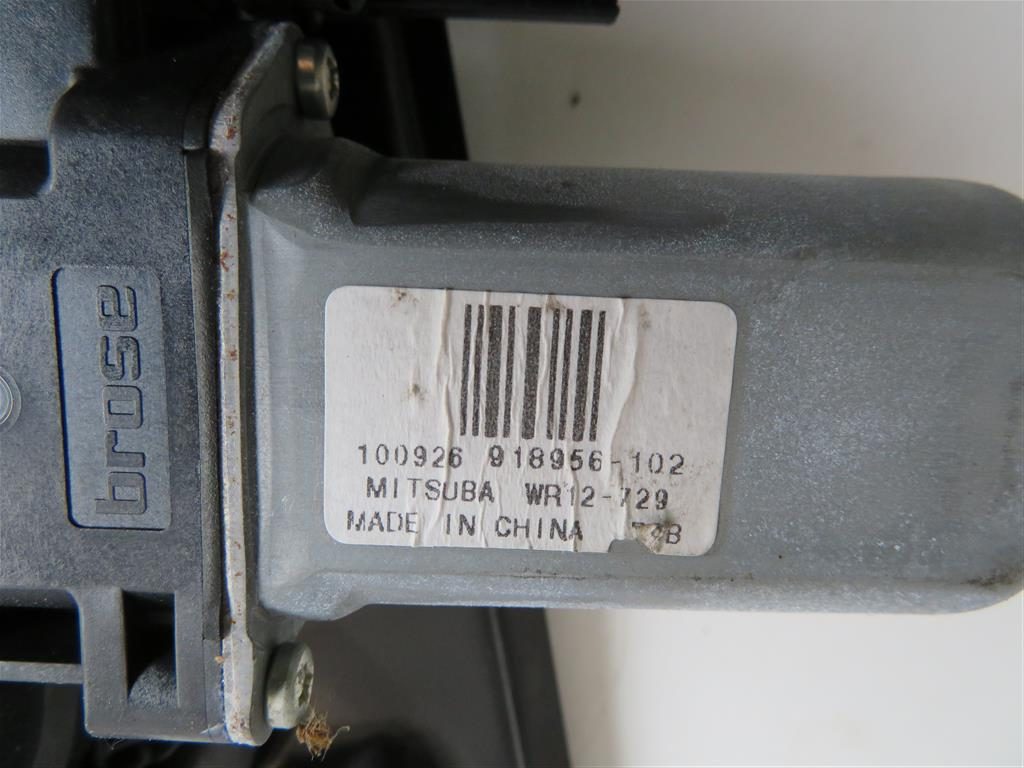 brose
100926 918956-102
MITSUBA WR12-729
MADE IN CHINA